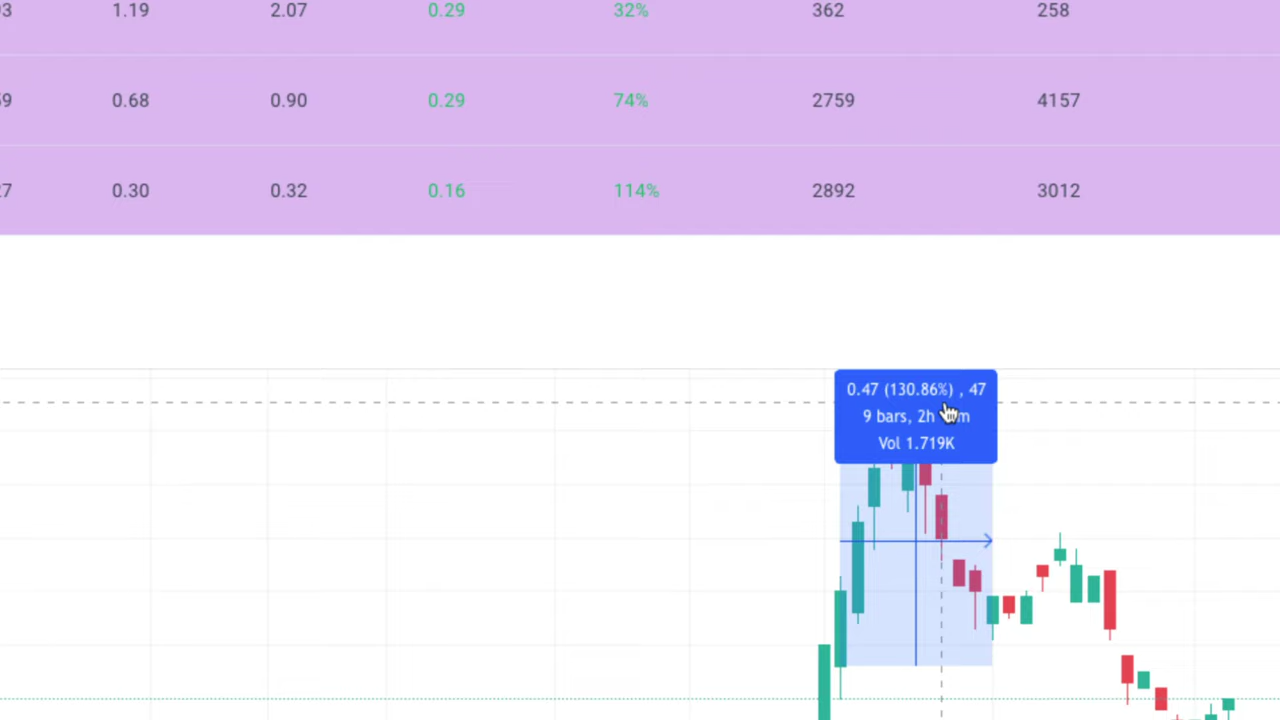 1.19 2.07 0.29 32% 362 258
0.68 0.90 0.29 74% 2759 4157
0.30 0.32 0.16 114% 2892 3012
0.47 (130.86%) , 47
9 bars, 2h
Vol 1.719K